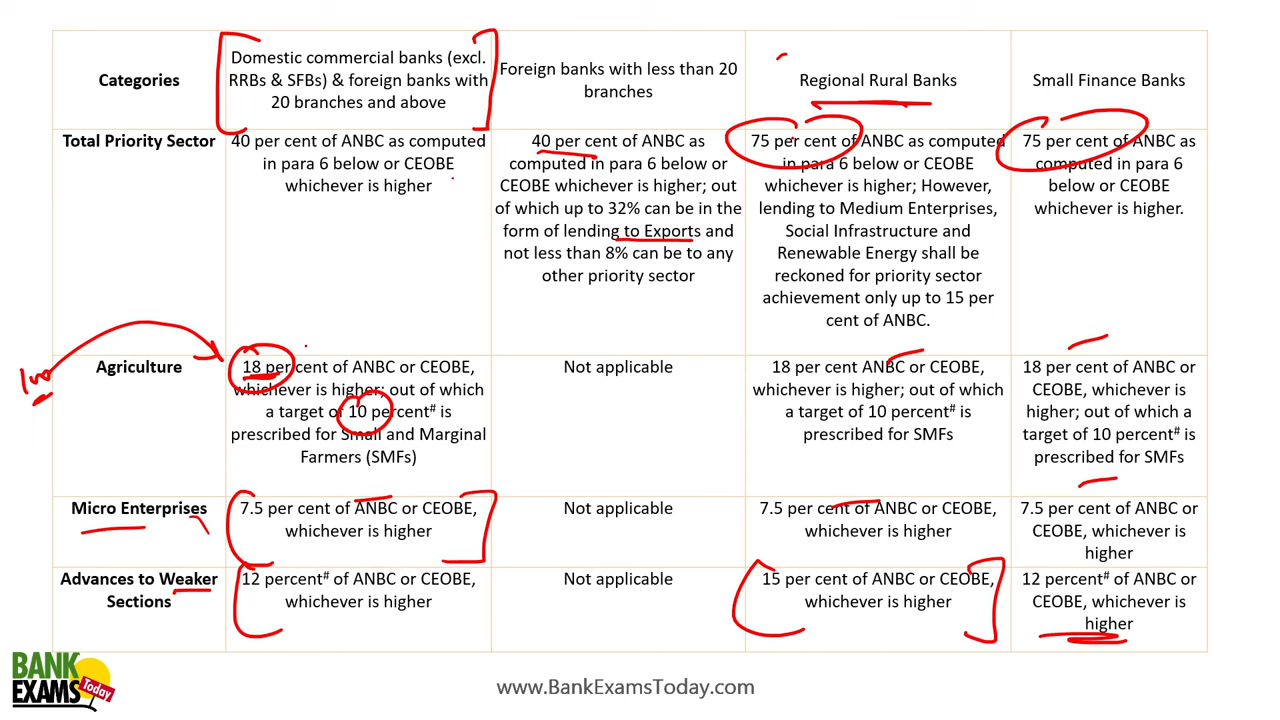 Categories
Domestic commercial banks (excl.
RRBs & SFBs) & foreign banks with
20 branches and above
Foreign banks with less than 20
branches
Regional Rural Banks
Small Finance Banks
Total Priority Sector
40 per cent of ANBC as computed
in para 6 below or CEOBE
whichever is higher
40 per cent of ANBC as
computed in para 6 below or
CEOBE whichever is higher; out
of which up to 32% can be in the
form of lending to Exports and
not less than 8% can be to any
other priority sector
75 per cent of ANBC as computed
in para 6 below or CEOBE
whichever is higher; However,
lending to Medium Enterprises,
Social Infrastructure and
Renewable Energy shall be
reckoned for priority sector
achievement only up to 15 per
cent of ANBC.
75 per cent of ANBC as
computed in para 6
below or CEOBE
whichever is higher.
Agriculture
18 per cent of ANBC or CEOBE,
whichever is higher; out of which
a target of 10 percent# is
prescribed for Small and Marginal
Farmers (SMFs)
Not applicable
18 per cent ANBC or CEOBE,
whichever is higher; out of which
a target of 10 percent# is
prescribed for SMFs
18 per cent of ANBC or
CEOBE, whichever is
higher; out of which a
target of 10 percent# is
prescribed for SMFs
100
Micro Enterprises
7.5 per cent of ANBC or CEOBE,
whichever is higher
Not applicable
7.5 per cent of ANBC or CEOBE,
whichever is higher
7.5 per cent of ANBC or
CEOBE, whichever is
higher
Advances to Weaker
Sections
12 percent# of ANBC or CEOBE,
whichever is higher
Not applicable
15 per cent of ANBC or CEOBE,
whichever is higher
12 percent# of ANBC or
CEOBE, whichever is
higher
BANK
EXAMS
Today
www.BankExamsToday.com